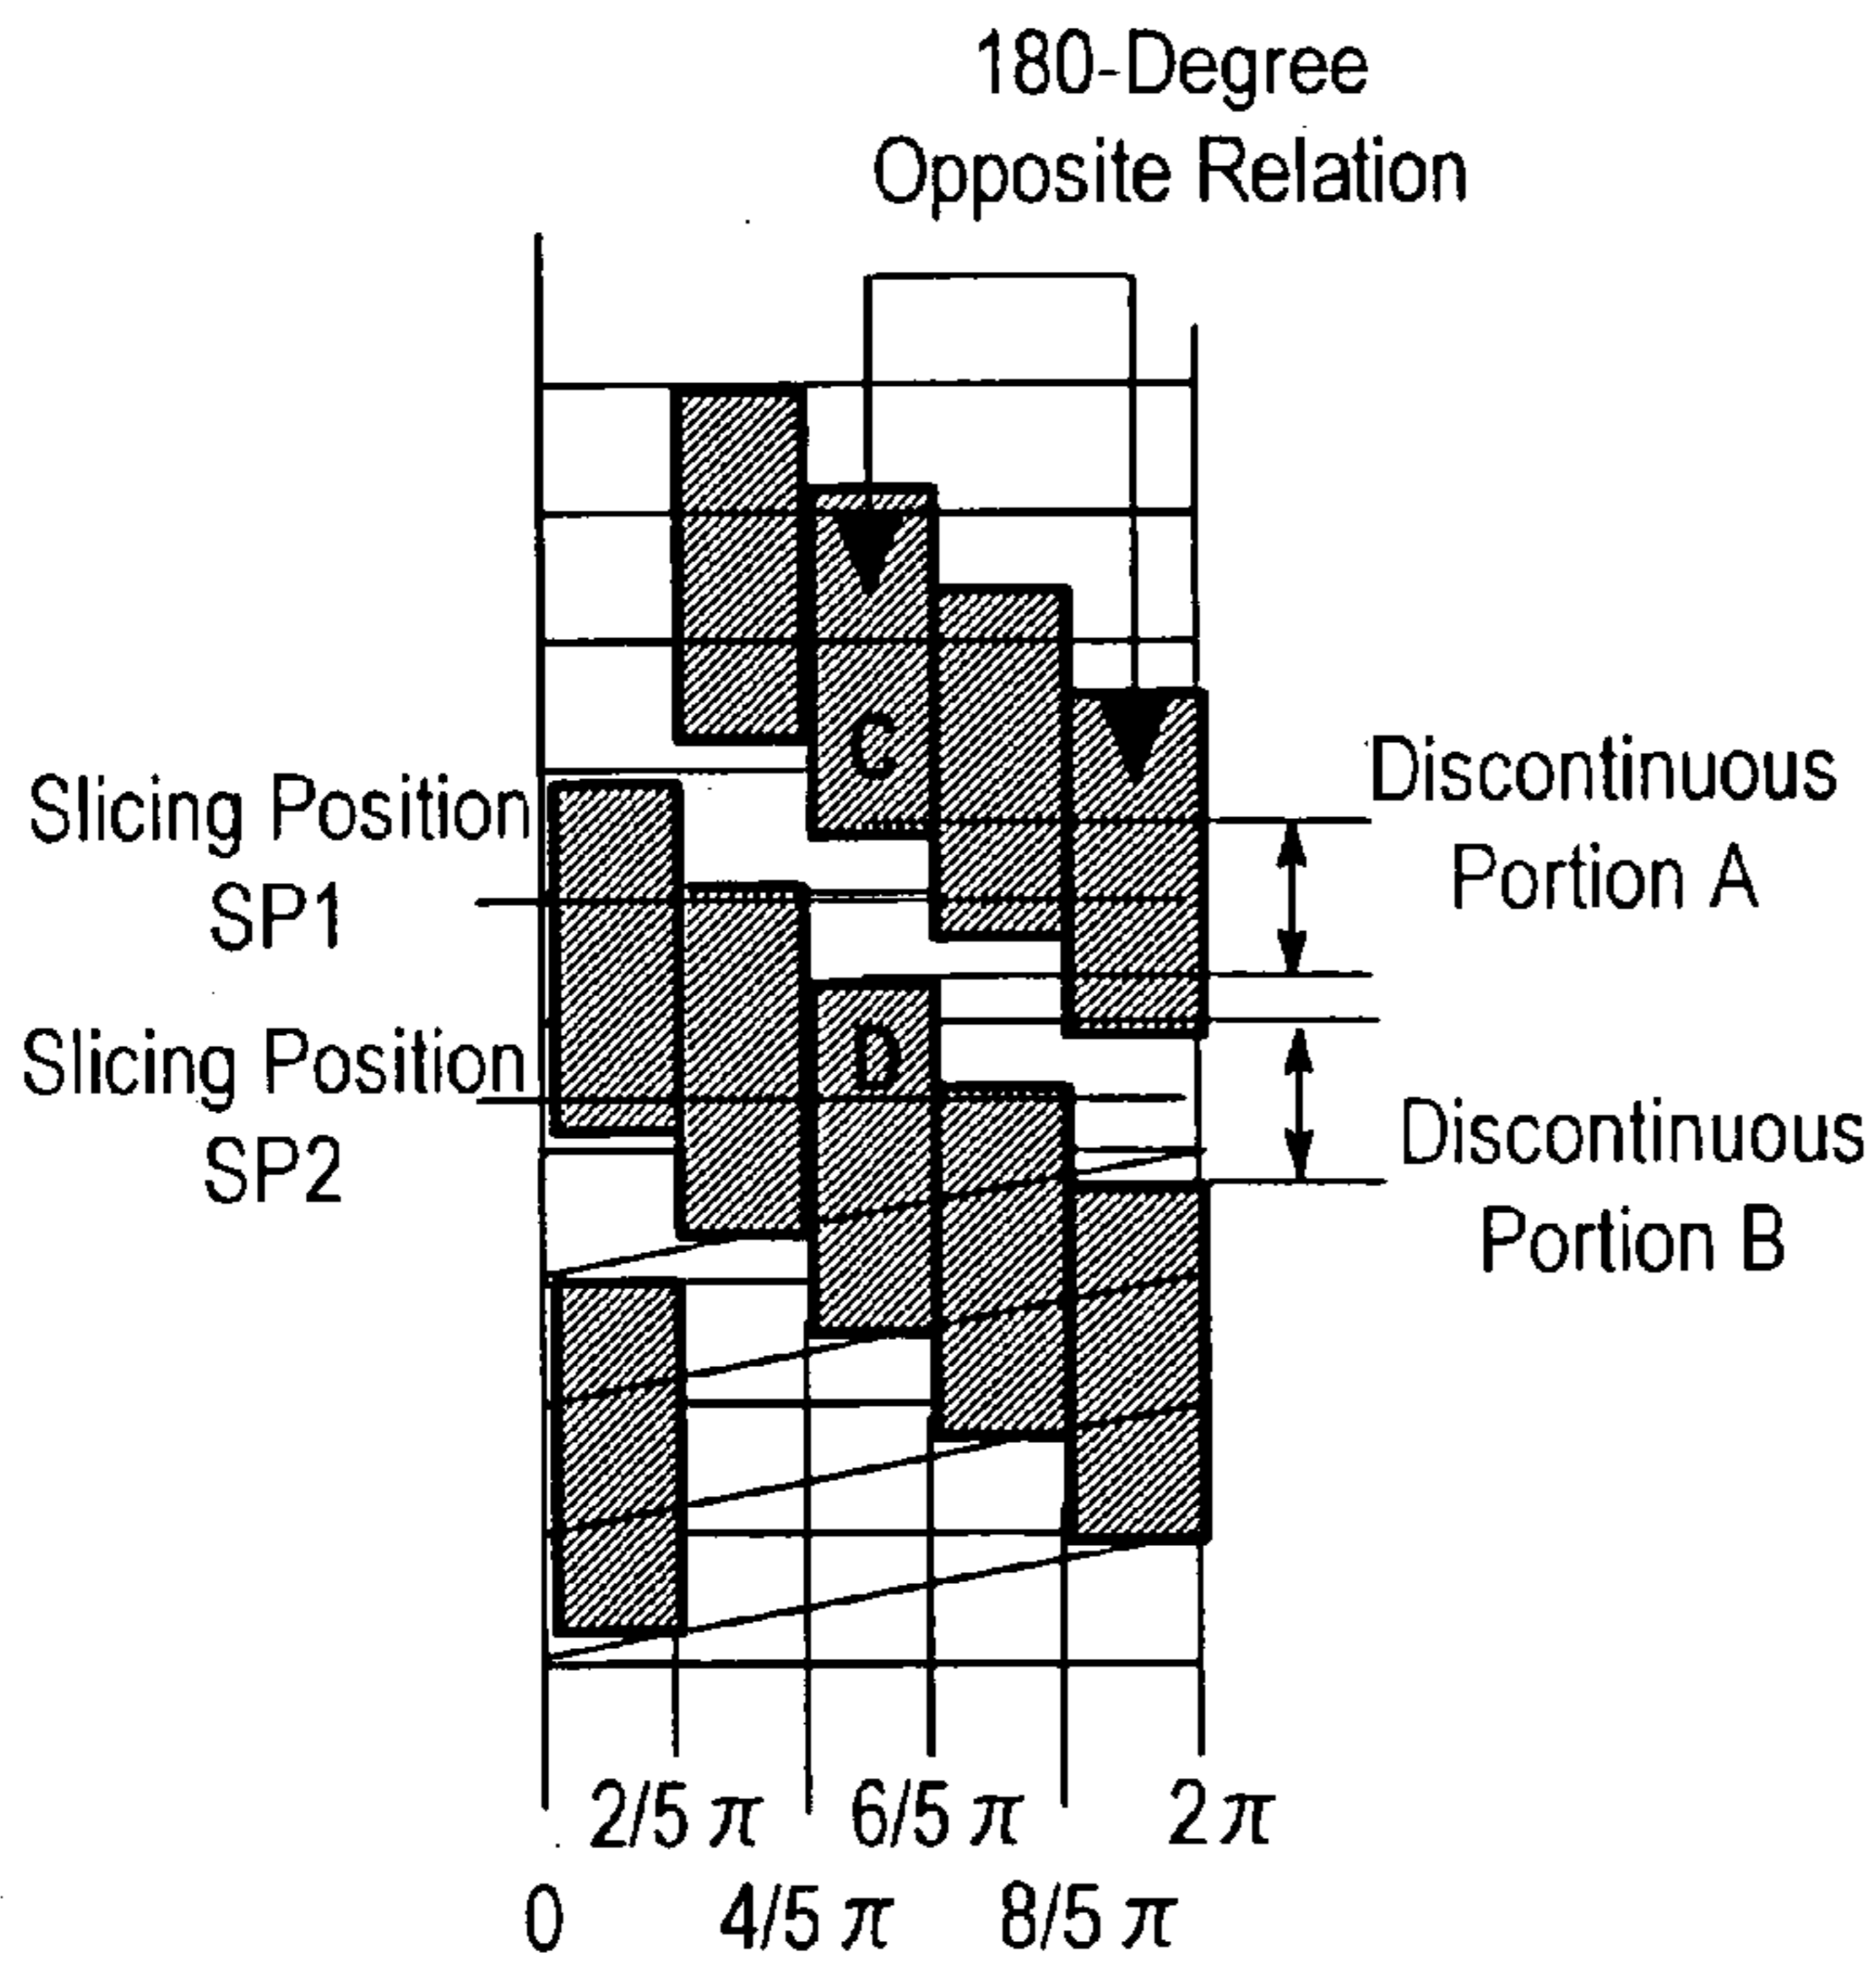 180-Degree
Opposite Relation
C
Slicing Position
SP1
Discontinuous
Portion A
D
Slicing Position
SP2
Discontinuous
Portion B
2/5 π
6/5 π
2π
0
4/5 π
8/5 π